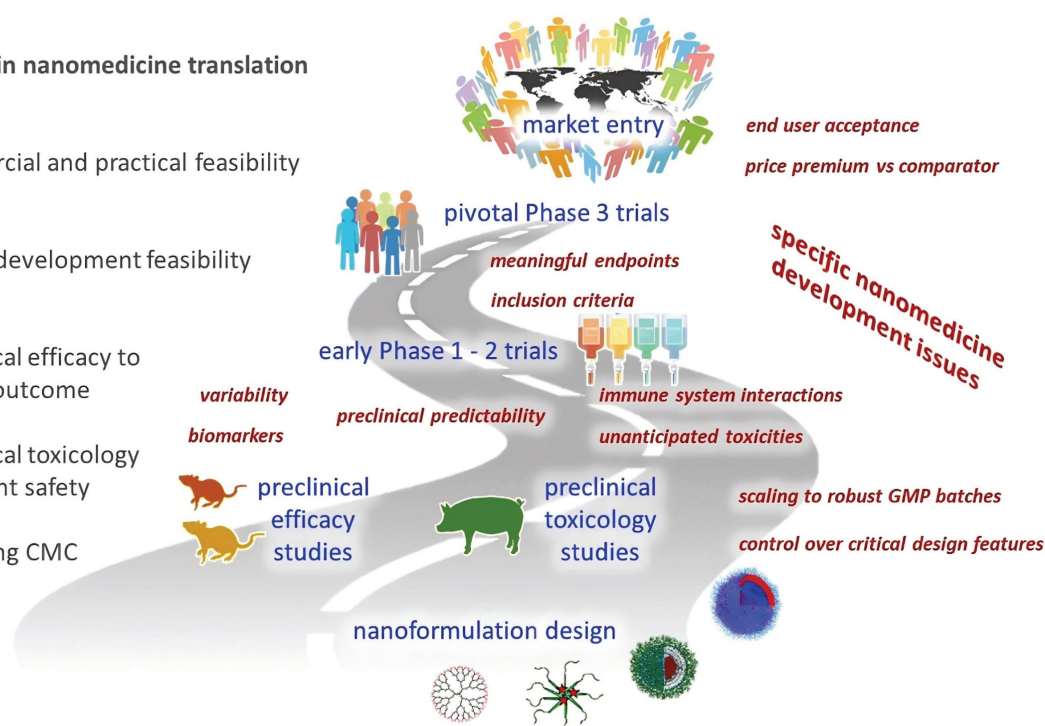 in nanomedicine translation
market entry
end user acceptance
price premium vs comparator
rcial and practical feasibility
pivotal Phase 3 trials
development feasibility
meaningful endpoints
inclusion criteria
specific nanomedicine
development issues
early Phase 1 - 2 trials
cal efficacy to
outcome
variability
biomarkers
preclinical predictability
immune system interactions
unanticipated toxicities
cal toxicology
nt safety
preclinical
efficacy
studies
preclinical
toxicology
studies
scaling to robust GMP batches
control over critical design features
ng CMC
nanoformulation design